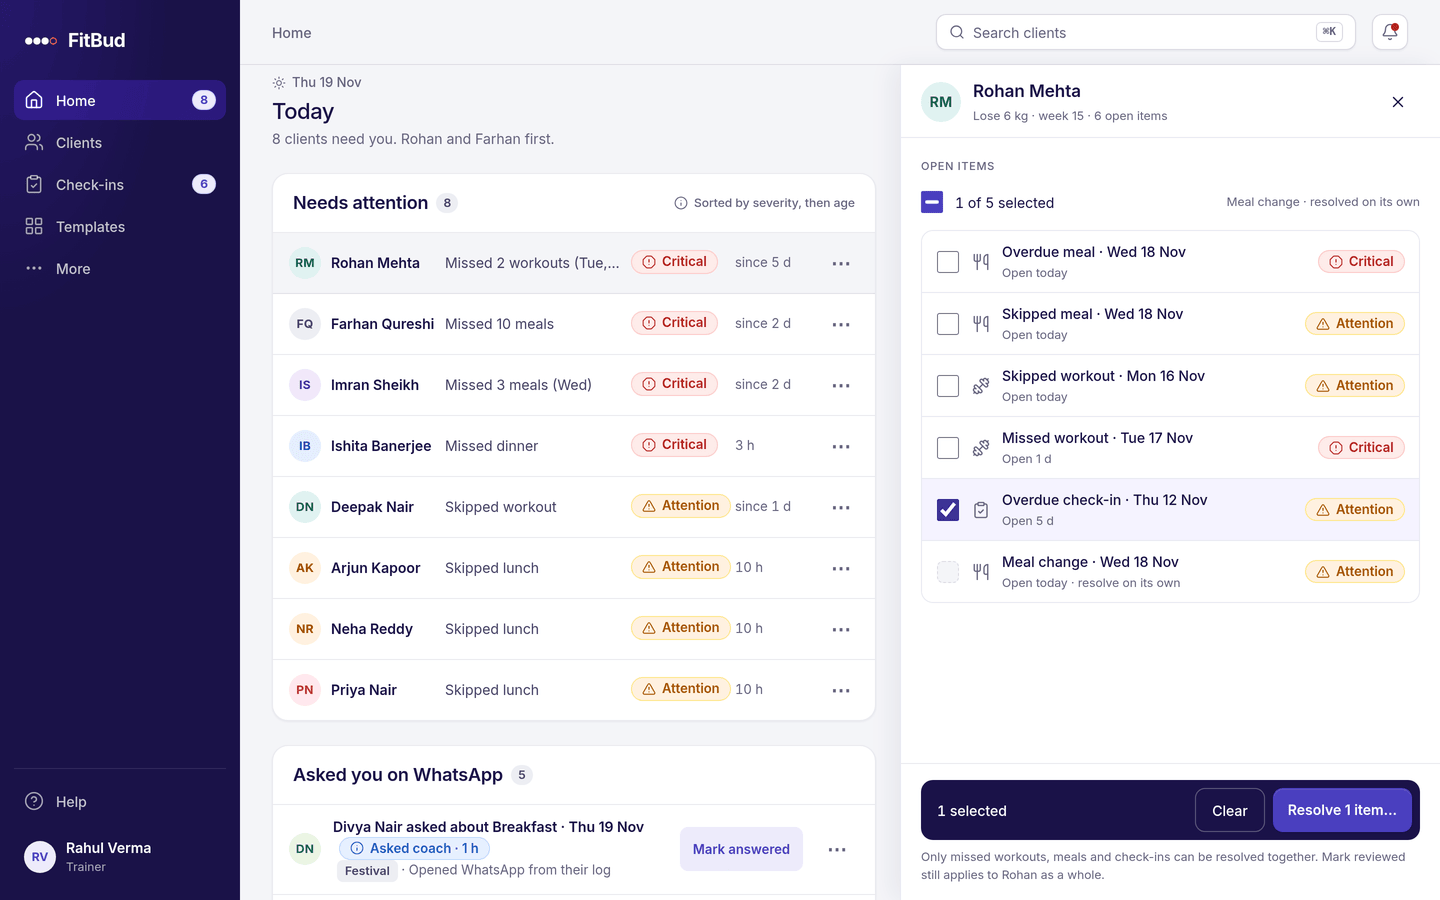 FitBud
Home 8
Clients
Check-ins 6
Templates
More
Help
RV Rahul Verma
Trainer
Home
Search clients ⌘K
Thu 19 Nov
Today
8 clients need you. Rohan and Farhan first.
Needs attention 8 Sorted by severity, then age
RM Rohan Mehta Missed 2 workouts (Tue,... Critical since 5 d
FQ Farhan Qureshi Missed 10 meals Critical since 2 d
IS Imran Sheikh Missed 3 meals (Wed) Critical since 2 d
IB Ishita Banerjee Missed dinner Critical 3 h
DN Deepak Nair Skipped workout Attention since 1 d
AK Arjun Kapoor Skipped lunch Attention 10 h
NR Neha Reddy Skipped lunch Attention 10 h
PN Priya Nair Skipped lunch Attention 10 h
Asked you on WhatsApp 5
DN Divya Nair asked about Breakfast · Thu 19 Nov
Asked coach · 1 h
Festival · Opened WhatsApp from their log
Mark answered
RM Rohan Mehta
Lose 6 kg · week 15 · 6 open items
OPEN ITEMS
1 of 5 selected Meal change · resolved on its own
Overdue meal · Wed 18 Nov Critical
Open today
Skipped meal · Wed 18 Nov Attention
Open today
Skipped workout · Mon 16 Nov Attention
Open today
Missed workout · Tue 17 Nov Critical
Open 1 d
Overdue check-in · Thu 12 Nov Attention
Open 5 d
Meal change · Wed 18 Nov Attention
Open today · resolve on its own
1 selected Clear Resolve 1 item...
Only missed workouts, meals and check-ins can be resolved together. Mark reviewed
still applies to Rohan as a whole.